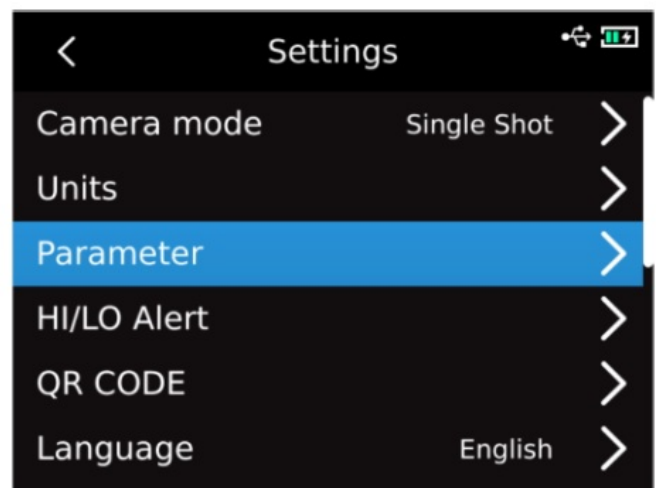 Settings
Camera mode Single Shot
Units
Parameter
HI/LO Alert
QR CODE
Language English